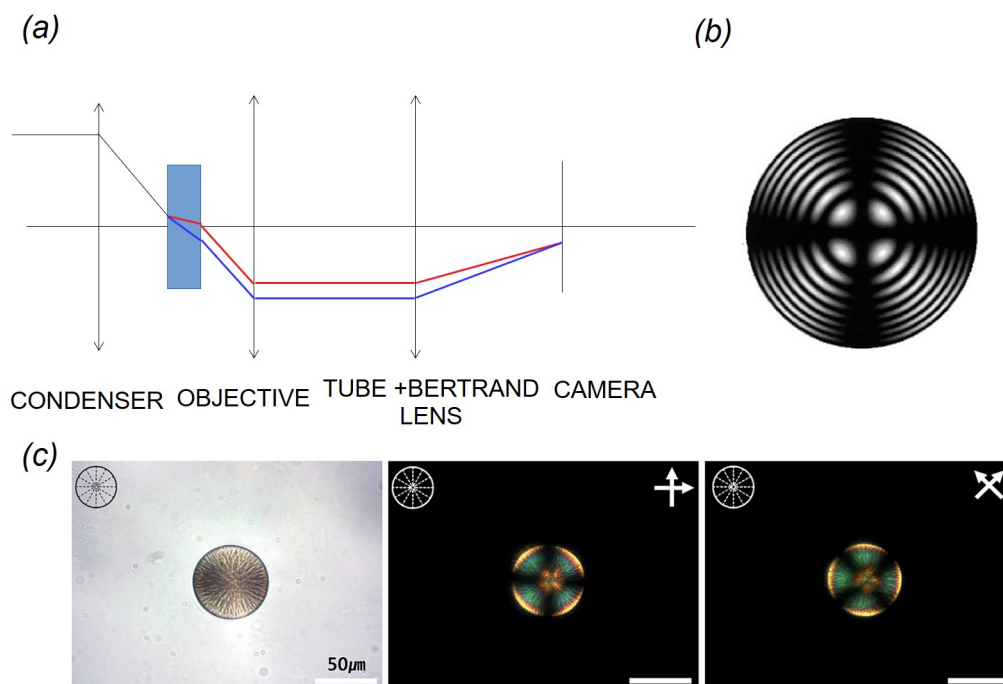 (a)
(b)
CONDENSER OBJECTIVE TUBE +BERTRAND CAMERA
LENS
(c)
50µm